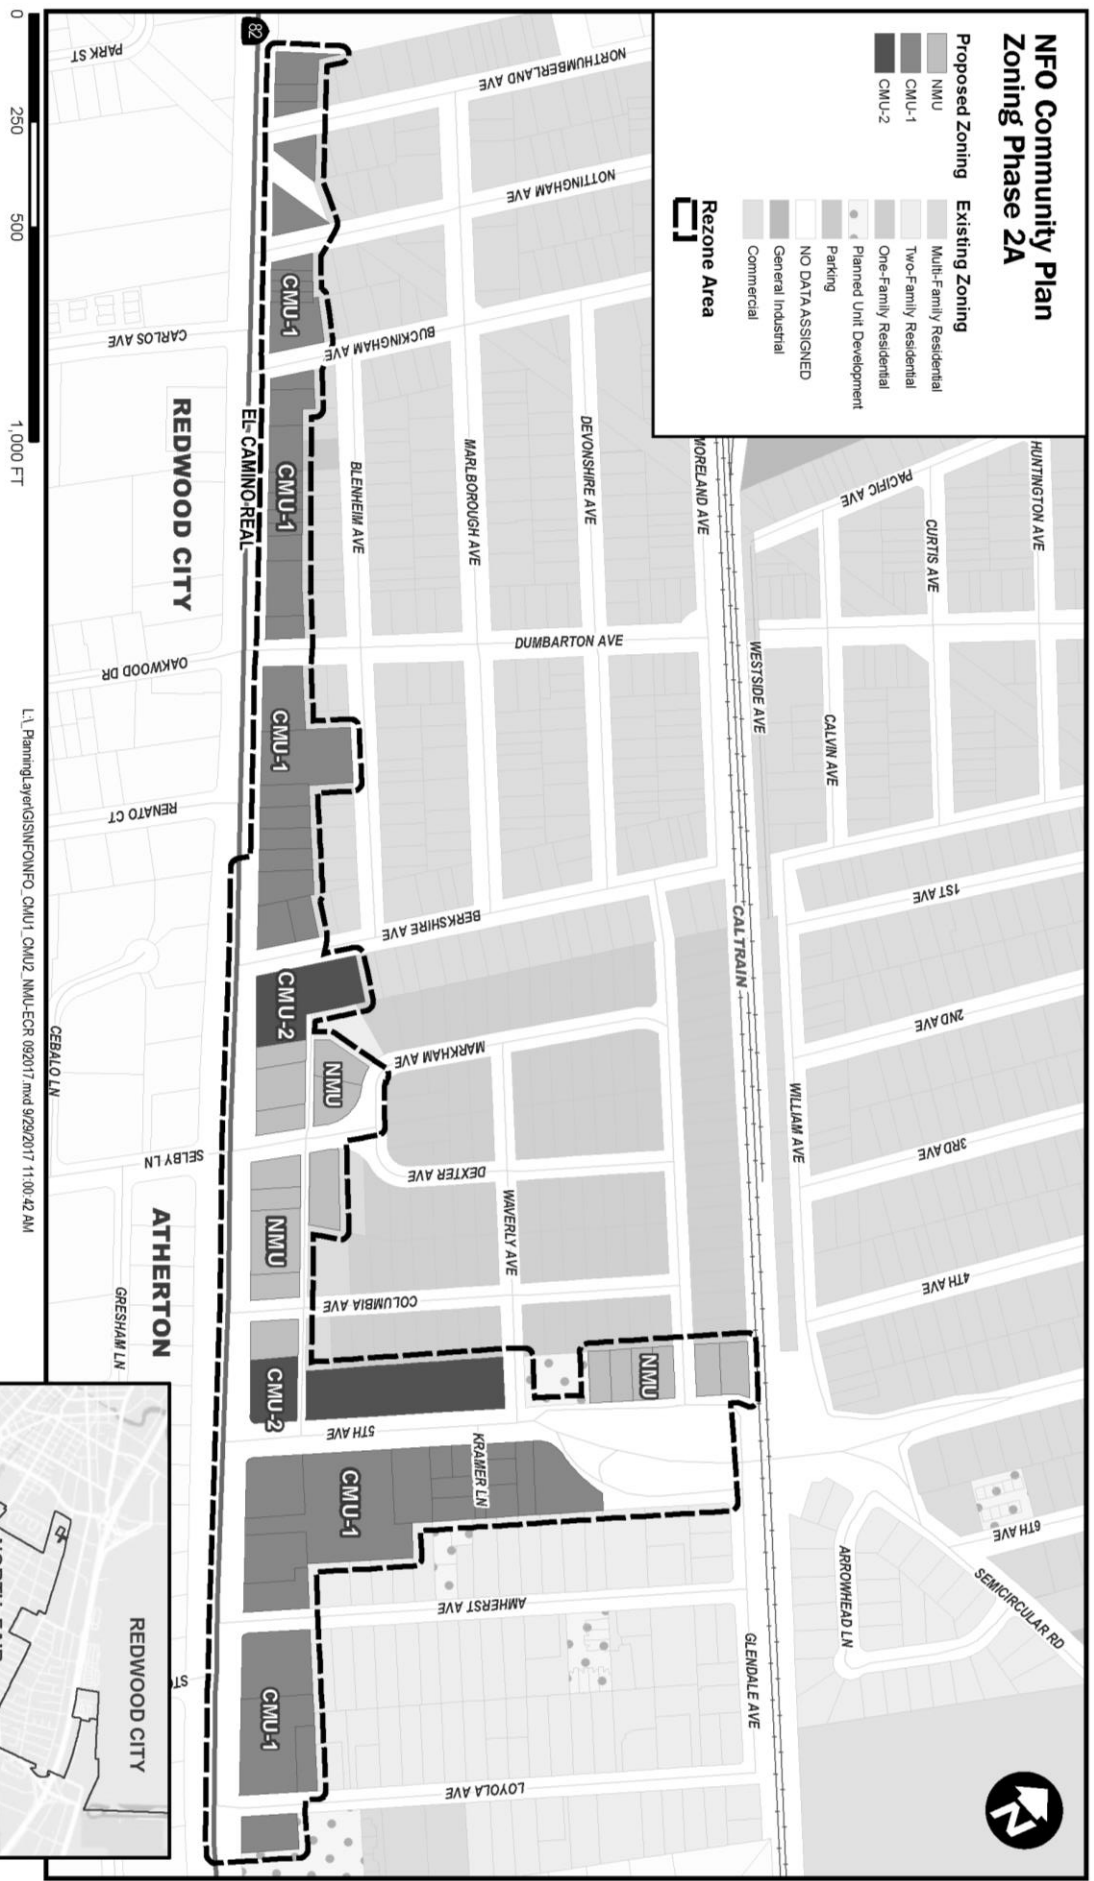 NFO Community Plan
Zoning Phase 2A
Proposed Zoning
NMU
CMU-1
CMU-2
Existing Zoning
Multi-Family Residential
Two-Family Residential
One-Family Residential
Planned Unit Development
Parking
NO DATA ASSIGNED
General Industrial
Commercial
Rezone Area
N
HUNTINGTON AVE
PACIFIC AVE
CURTIS AVE
CALVIN AVE
WESTSIDE AVE
MORELAND AVE
1ST AVE
2ND AVE
3RD AVE
4TH AVE
6TH AVE
WILLIAM AVE
SEMICIRCULAR RD
ARROWHEAD LN
CALTRAIN
GLENDALE AVE
NORTHUMBERLAND AVE
NOTTINGHAM AVE
BUCKINGHAM AVE
DEVONSHIRE AVE
MARLBOROUGH AVE
BLENHEIM AVE
DUMBARTON AVE
BERKSHIRE AVE
MARKHAM AVE
DEXTER AVE
WAVERLY AVE
COLUMBIA AVE
5TH AVE
KRAMER LN
AMHERST AVE
LOYOLA AVE
NMU
CMU-1
CMU-1
CMU-1
CMU-2
NMU
NMU
CMU-2
CMU-1
CMU-1
82
EL CAMINO REAL
PARK ST
CARLOS AVE
REDWOOD CITY
OAKWOOD DR
RENATO CT
CEBALO LN
SELBY LN
ATHERTON
GRESHAM LN
REDWOOD CITY
0 250 500 1,000 FT
L:\_PlanningLayer\GIS\NFO\NFO_CMU1_CMU2_NMU-ECR 092017.mxd 9/29/2017 11:00:42 AM